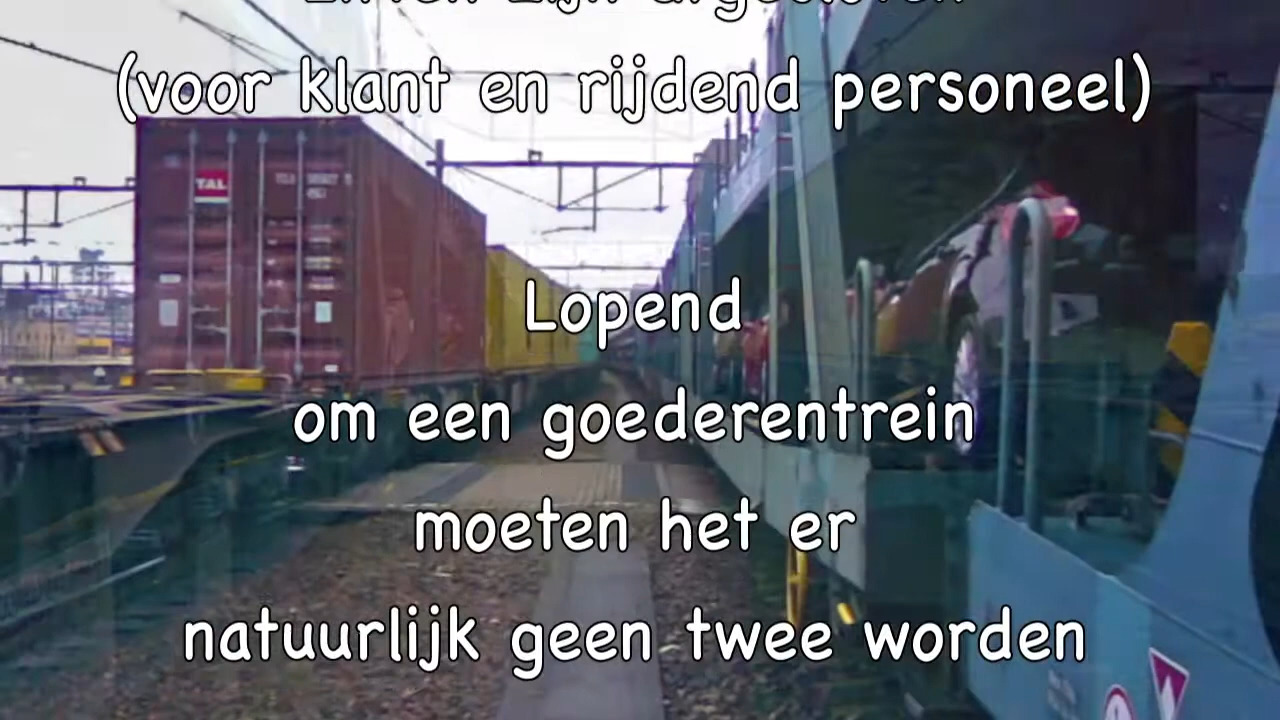 (voor klant en rijdend personeel)
TAL
Lopend
om een goederentrein
moeten het er
natuurlijk geen twee worden